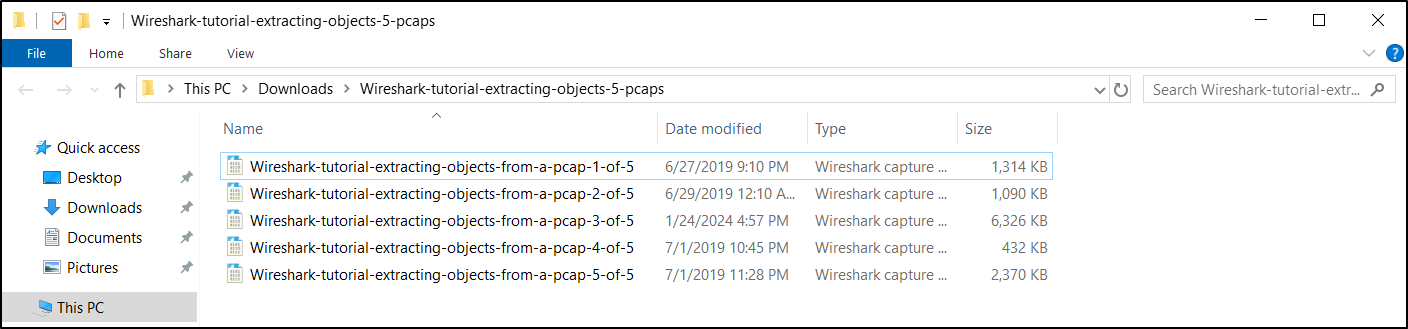 Wireshark-tutorial-extracting-objects-5-pcaps
File Home Share View ?
This PC Downloads Wireshark-tutorial-extracting-objects-5-pcaps Search Wireshark-tutorial-extr...
Name Date modified Type Size
Quick access
Desktop
Downloads
Documents
Pictures
This PC
Wireshark-tutorial-extracting-objects-from-a-pcap-1-of-5 6/27/2019 9:10 PM Wireshark capture ... 1,314 KB
Wireshark-tutorial-extracting-objects-from-a-pcap-2-of-5 6/29/2019 12:10 A... Wireshark capture ... 1,090 KB
Wireshark-tutorial-extracting-objects-from-a-pcap-3-of-5 1/24/2024 4:57 PM Wireshark capture ... 6,326 KB
Wireshark-tutorial-extracting-objects-from-a-pcap-4-of-5 7/1/2019 10:45 PM Wireshark capture ... 432 KB
Wireshark-tutorial-extracting-objects-from-a-pcap-5-of-5 7/1/2019 11:28 PM Wireshark capture ... 2,370 KB